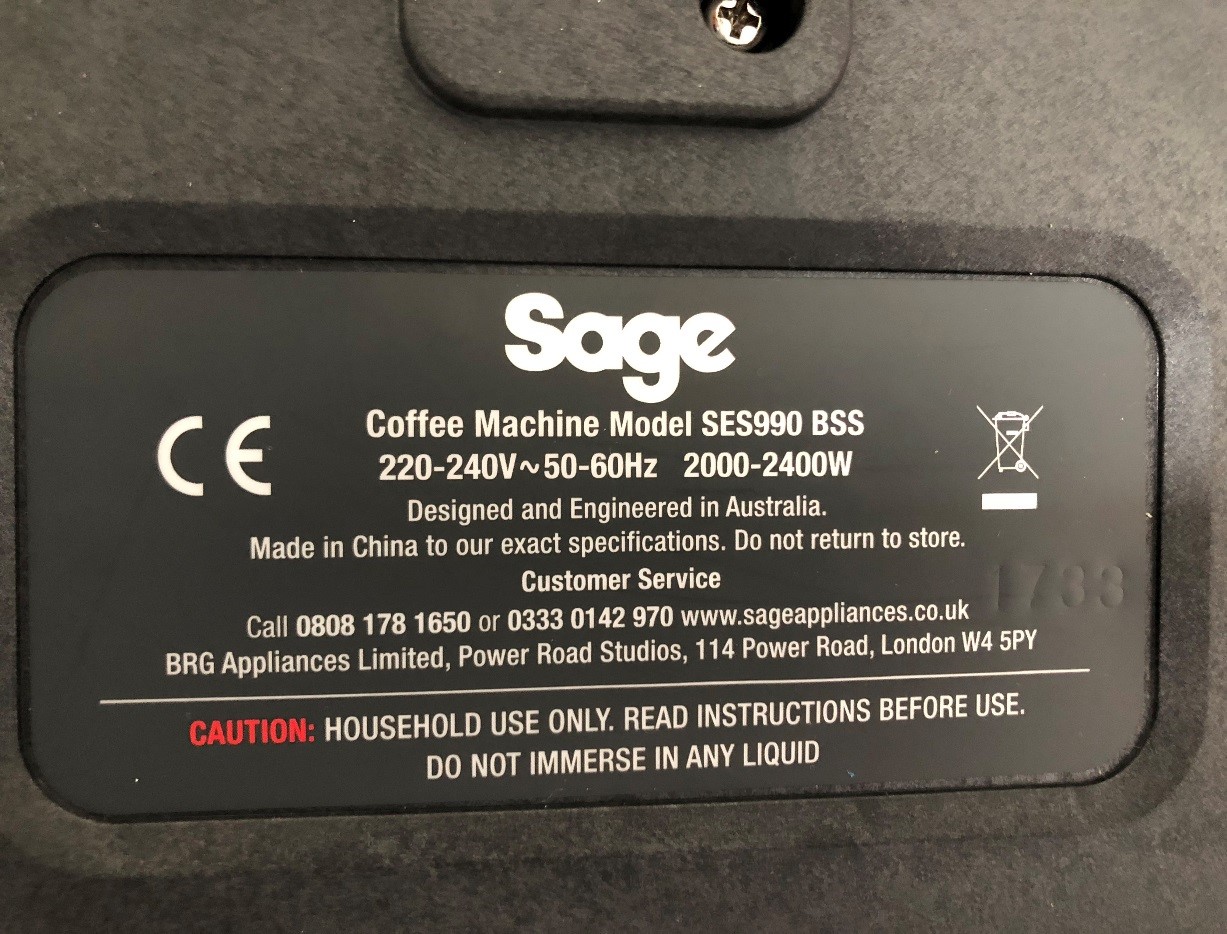 Sage
CE
Coffee Machine Model SES990 BSS
220-240V~50-60Hz 2000-2400W
Designed and Engineered in Australia.
Made in China to our exact specifications. Do not return to store.
Customer Service
1733
Call 0808 178 1650 or 0333 0142 970 www.sageappliances.co.uk
BRG Appliances Limited, Power Road Studios, 114 Power Road, London W4 5PY
CAUTION: HOUSEHOLD USE ONLY. READ INSTRUCTIONS BEFORE USE.
DO NOT IMMERSE IN ANY LIQUID